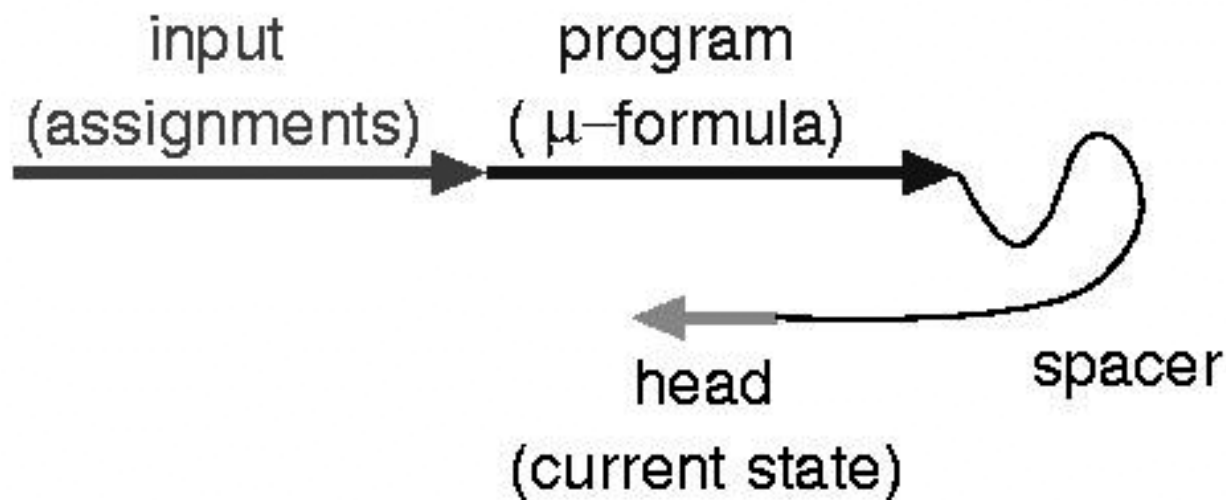 input
(assignments)
program
( μ–formula)
head
(current state)
spacer